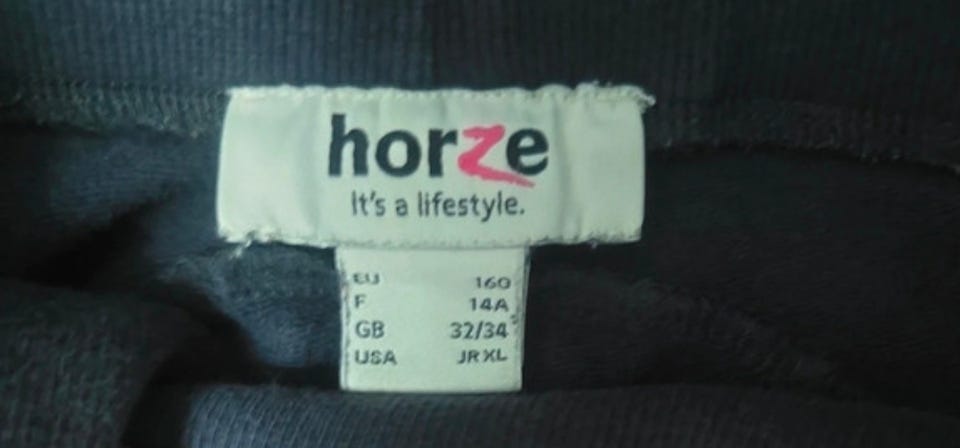 horze
It's a lifestyle.
EU 160
F 14A
GB 32/34
USA JR XL